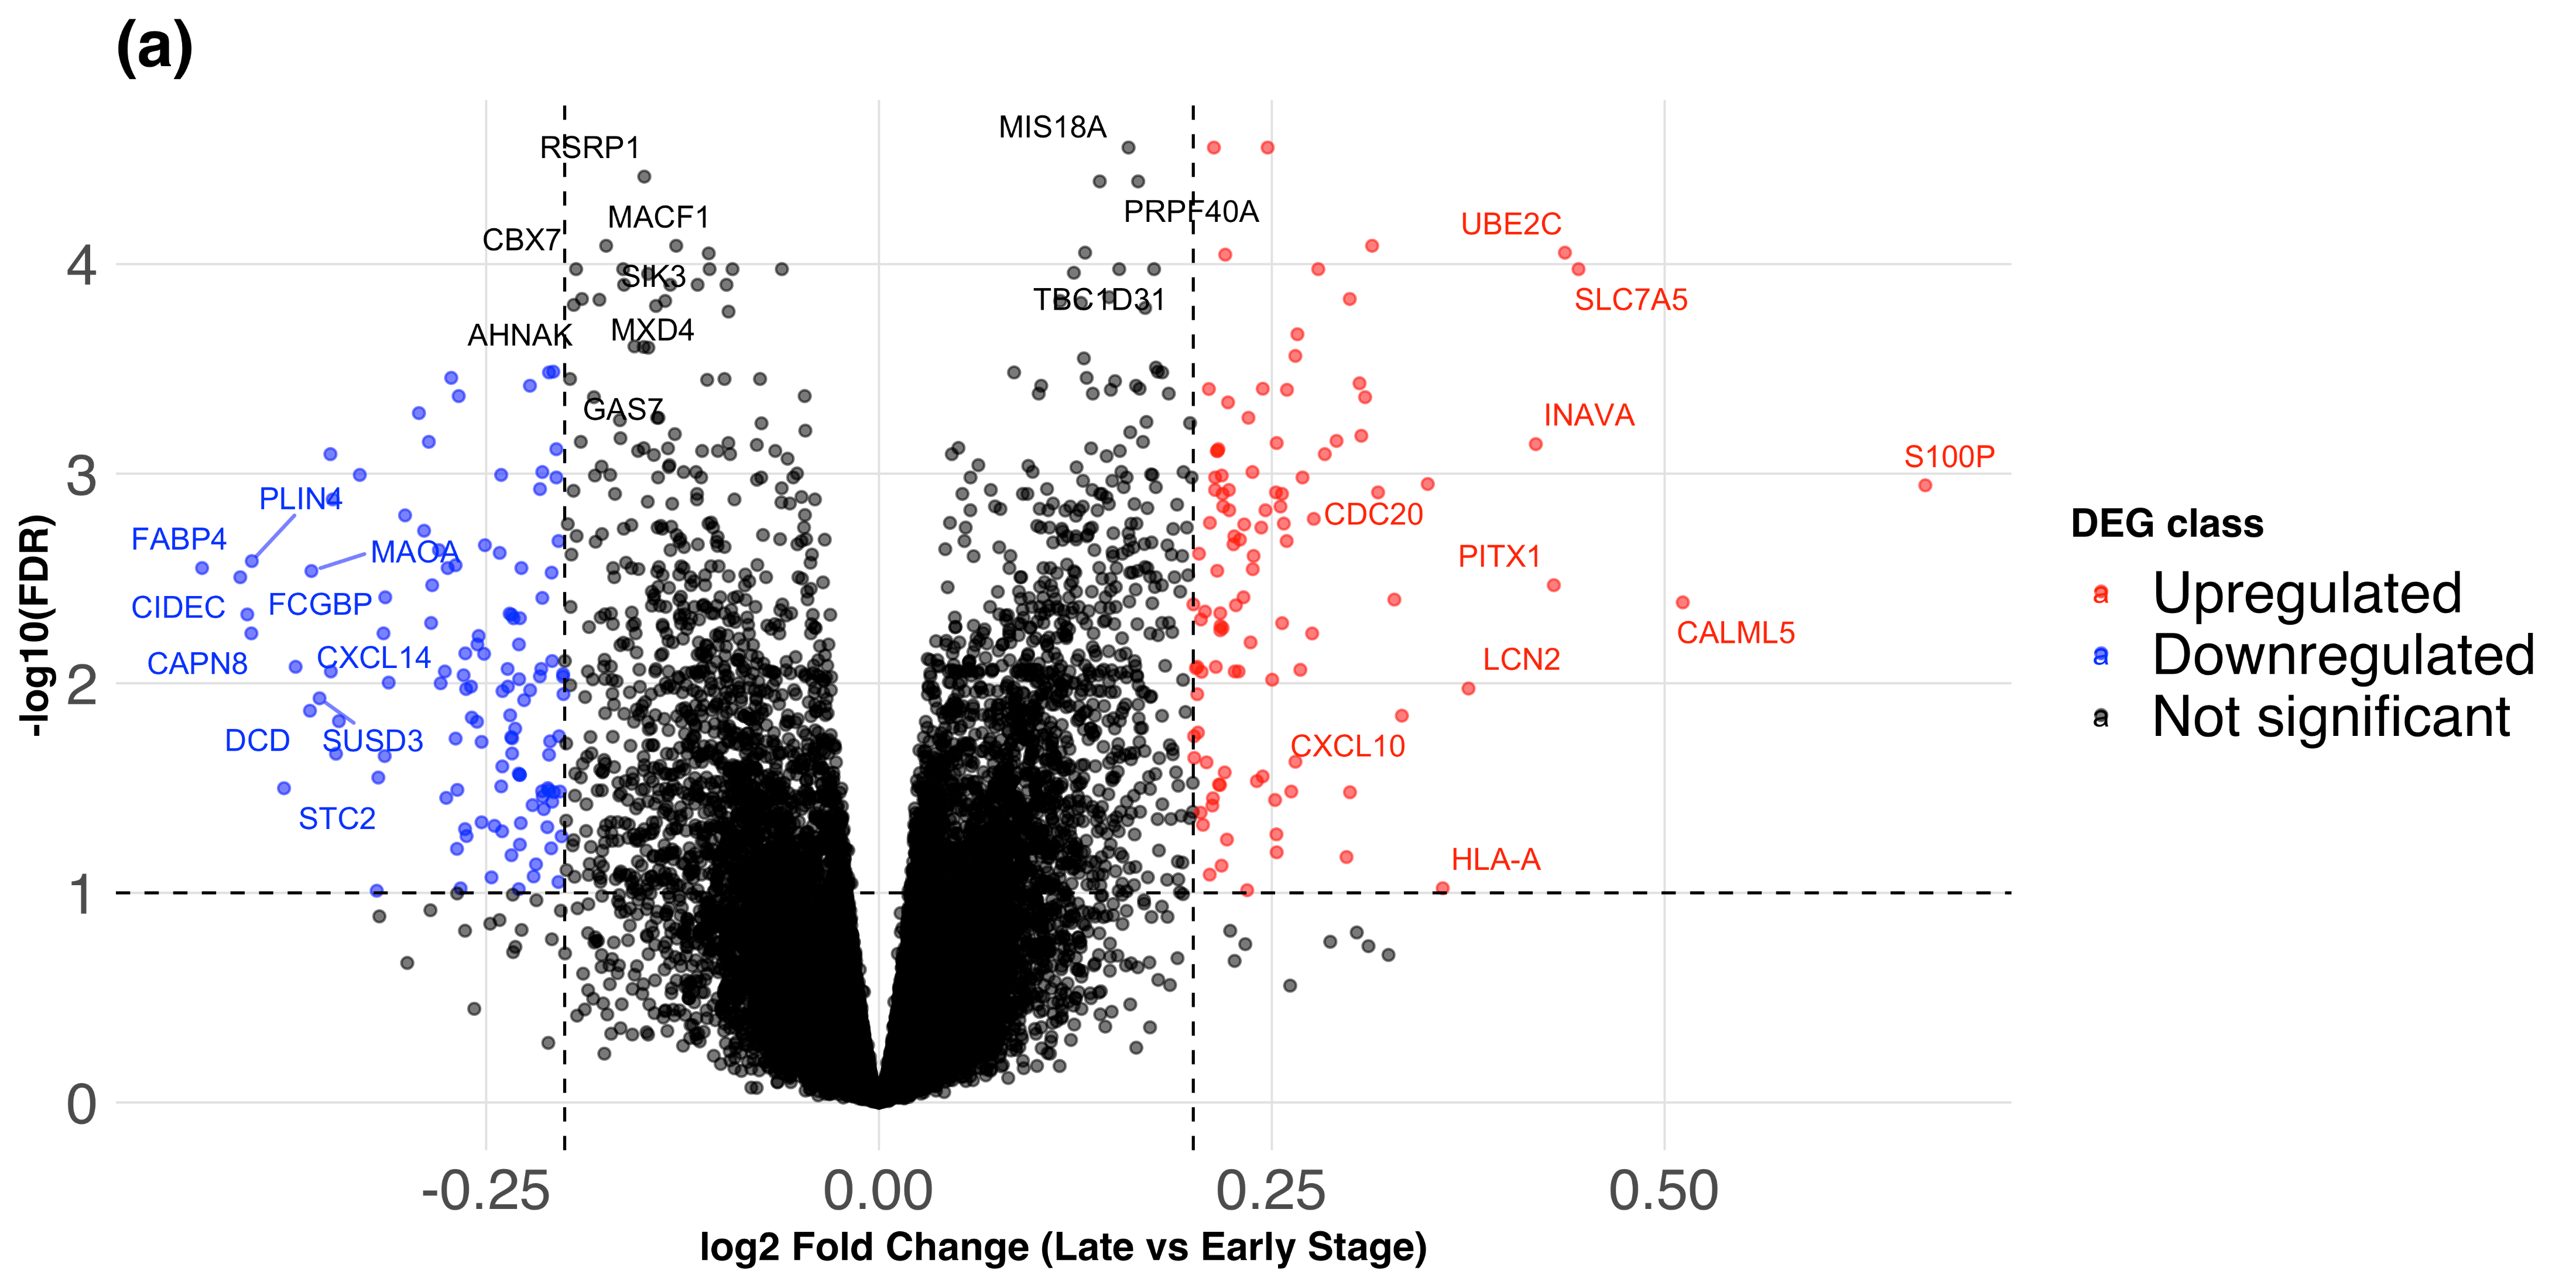 (a)
MIS18A
RSRP1
PRPF40A
MACF1
UBE2C
CBX7
SIK3
TBC1D31
SLC7A5
MXD4
AHNAK
GAS7
INAVA
S100P
PLIN4
CDC20
FABP4
MAOA
PITX1
CIDEC
FCGBP
CALML5
CAPN8
CXCL14
LCN2
DCD
SUSD3
CXCL10
STC2
HLA-A
4
3
2
1
0
-log10(FDR)
-0.25
0.00
0.25
0.50
log2 Fold Change (Late vs Early Stage)
DEG class
a Upregulated
a Downregulated
a Not significant